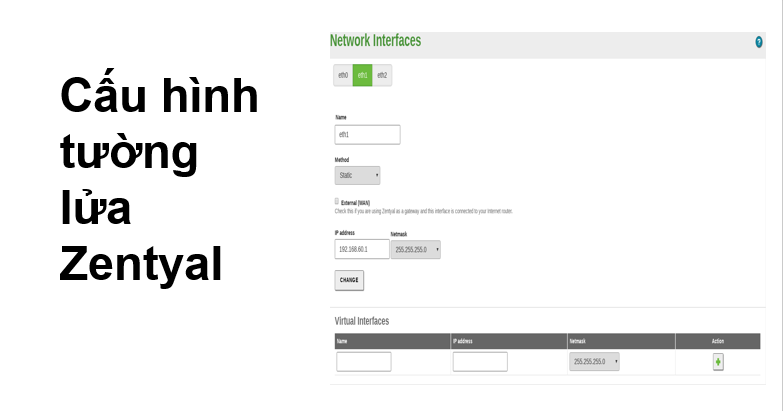 Cấu hình
tường
lửa
Zentyal
Network Interfaces
?
eth0 eth1 eth2
Name
eth1
Method
Static
External (WAN)
Check this if you are using Zentyal as a gateway and this interface is connected to your Internet router.
IP address Netmask
192.168.60.1 255.255.255.0
CHANGE
Virtual Interfaces
Name IP address Netmask Action
255.255.255.0